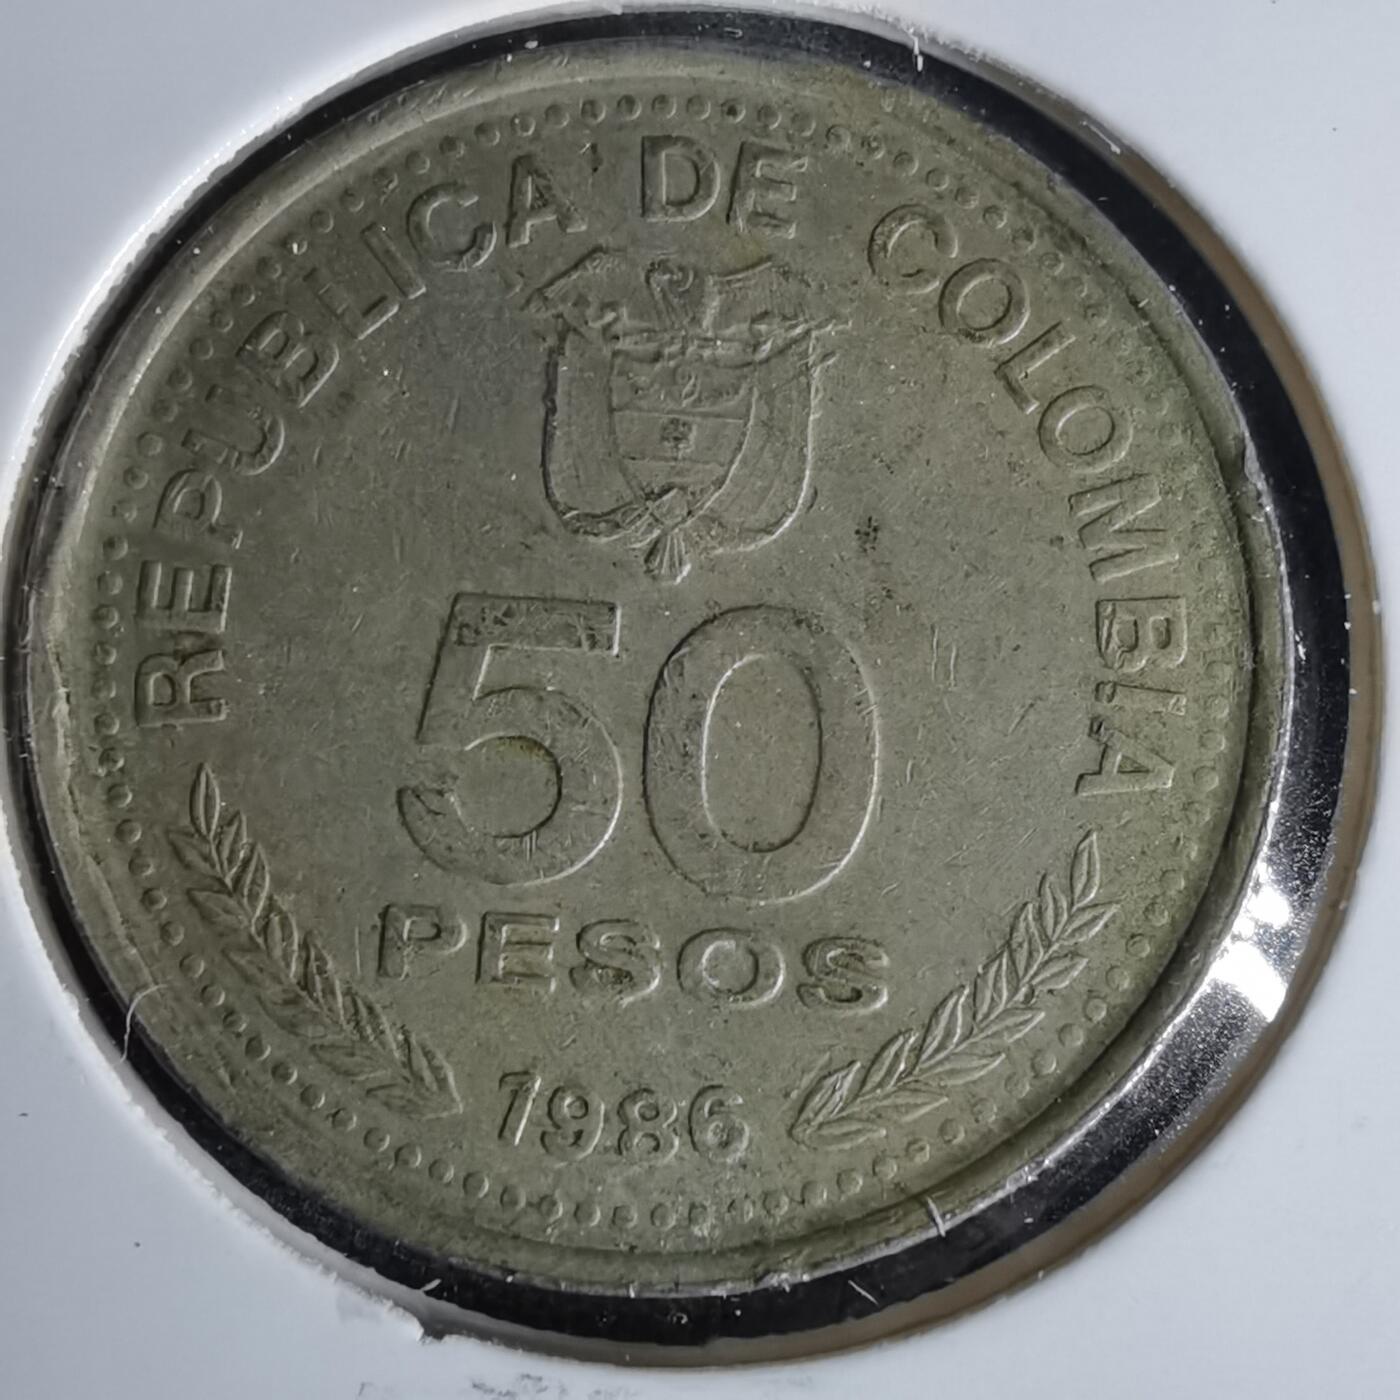 REPUBLICA DE COLOMBIA
50
PESOS
1986